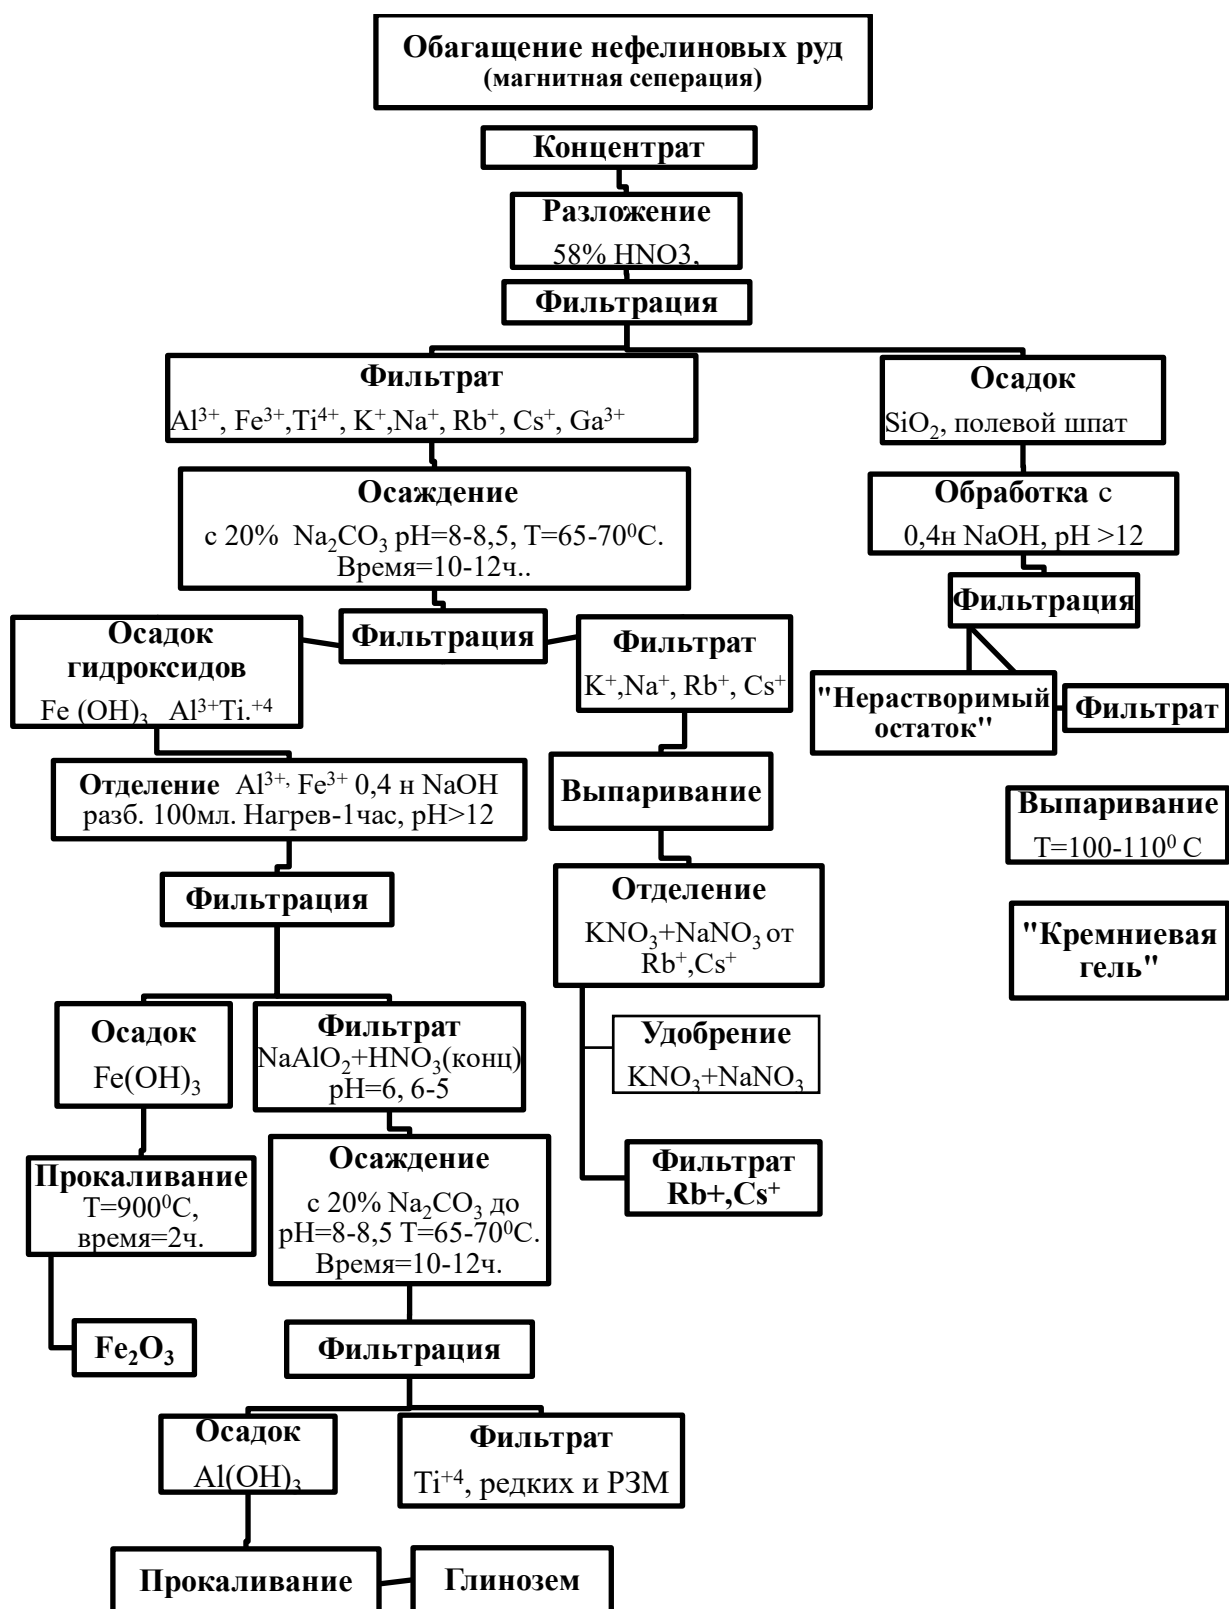 Обагащение нефелиновых руд
(магнитная сеперация)
Концентрат
Разложение
58% HNO3,
Фильтрация
Фильтрат
Al³⁺, Fe³⁺,Ti⁴⁺, K⁺,Na⁺, Rb⁺, Cs⁺, Ga³⁺
Осадок
SiO₂, полевой шпат
Осаждение
с 20% Na₂CO₃ pH=8-8,5, T=65-70⁰C.
Время=10-12ч..
Обработка с
0,4н NaOH, pH >12
Фильтрация
Фильтрация
Осадок
гидроксидов
Fe (OH)₃ Al³⁺Ti.⁺⁴
Фильтрат
K⁺,Na⁺, Rb⁺, Cs⁺
"Нерастворимый
остаток"
Фильтрат
Отделение Al³⁺, Fe³⁺ 0,4 н NaOH
разб. 100мл. Нагрев-1час, pH>12
Выпаривание
Выпаривание
T=100-110⁰ C
Фильтрация
Отделение
KNO₃+NaNO₃ от
Rb⁺,Cs⁺
"Кремниевая
гель"
Осадок
Fe(OH)₃
Фильтрат
NaAlO₂+HNO₃(конц)
pH=6, 6-5
Удобрение
KNO₃+NaNO₃
Прокаливание
T=900⁰C,
время=2ч.
Осаждение
с 20% Na₂CO₃ до
pH=8-8,5 T=65-70⁰C.
Время=10-12ч.
Фильтрат
Rb+,Cs⁺
Fe₂O₃
Фильтрация
Осадок
Al(OH)₃
Фильтрат
Ti⁺⁴, редких и РЗМ
Прокаливание
Глинозем